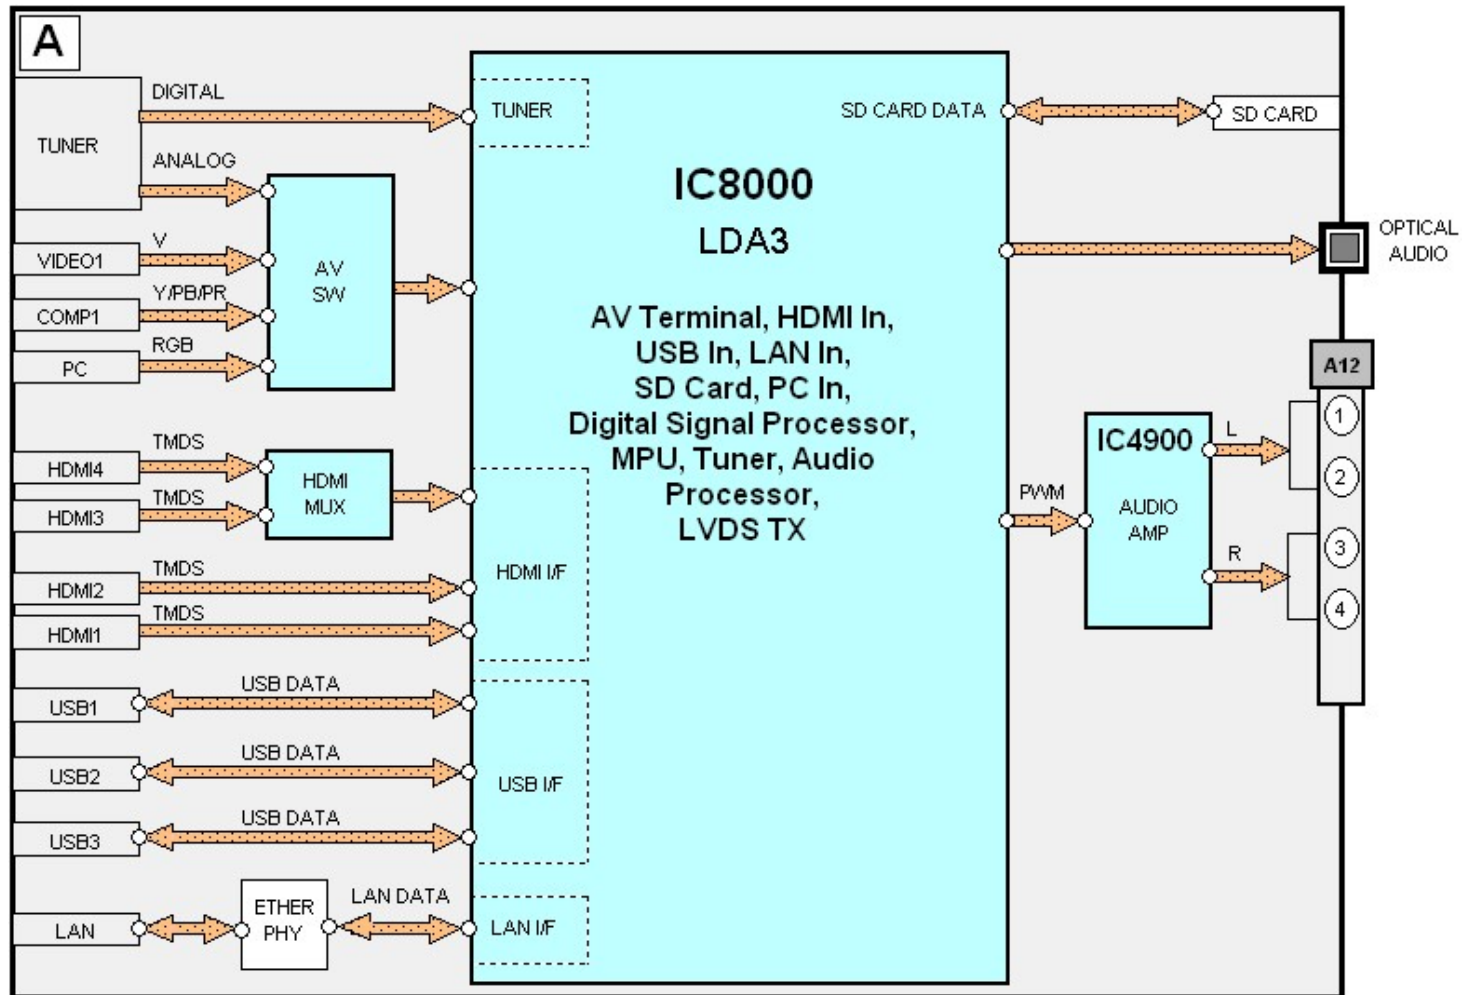 A
TUNER
DIGITAL
ANALOG
VIDEO1
V
COMP1
Y/PB/PR
PC
RGB
AV
SW
HDMI4
TMDS
HDMI3
TMDS
HDMI
MUX
HDMI2
TMDS
HDMI1
TMDS
USB1
USB DATA
USB2
USB DATA
USB3
USB DATA
LAN
ETHER
PHY
LAN DATA
TUNER
HDMI I/F
USB I/F
LAN I/F
IC8000
LDA3
AV Terminal, HDMI In,
USB In, LAN In,
SD Card, PC In,
Digital Signal Processor,
MPU, Tuner, Audio
Processor,
LVDS TX
SD CARD DATA
SD CARD
OPTICAL
AUDIO
PWM
IC4900
AUDIO
AMP
L
R
A12
1
2
3
4